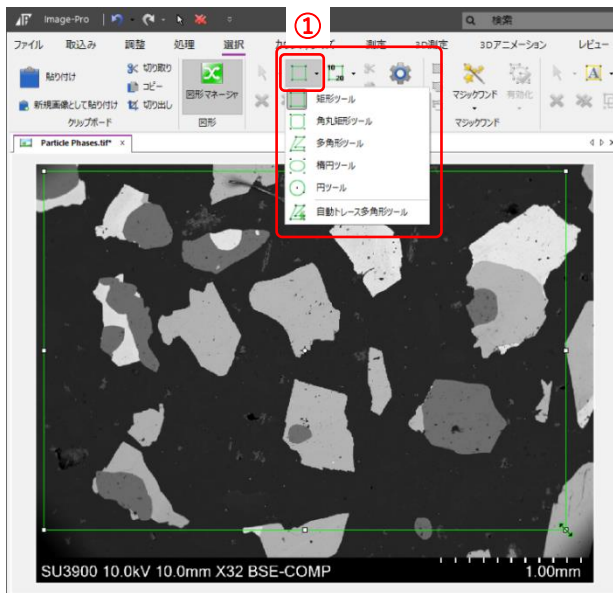 Image-Pro
検索
①
ファイル 取込み 調整 処理 選択 測定 3D測定 3Dアニメーション レビュー
貼り付け
切り取り
コピー
新規画像として貼り付け
切り出し
クリップボード
図形マネージャ
図形
10
20
マジックワンド
有効化
マジックワンド
A
矩形ツール
角丸矩形ツール
多角形ツール
楕円ツール
円ツール
自動トレース多角形ツール
Particle Phases.tif* ×
SU3900 10.0kV 10.0mm X32 BSE-COMP
1.00mm